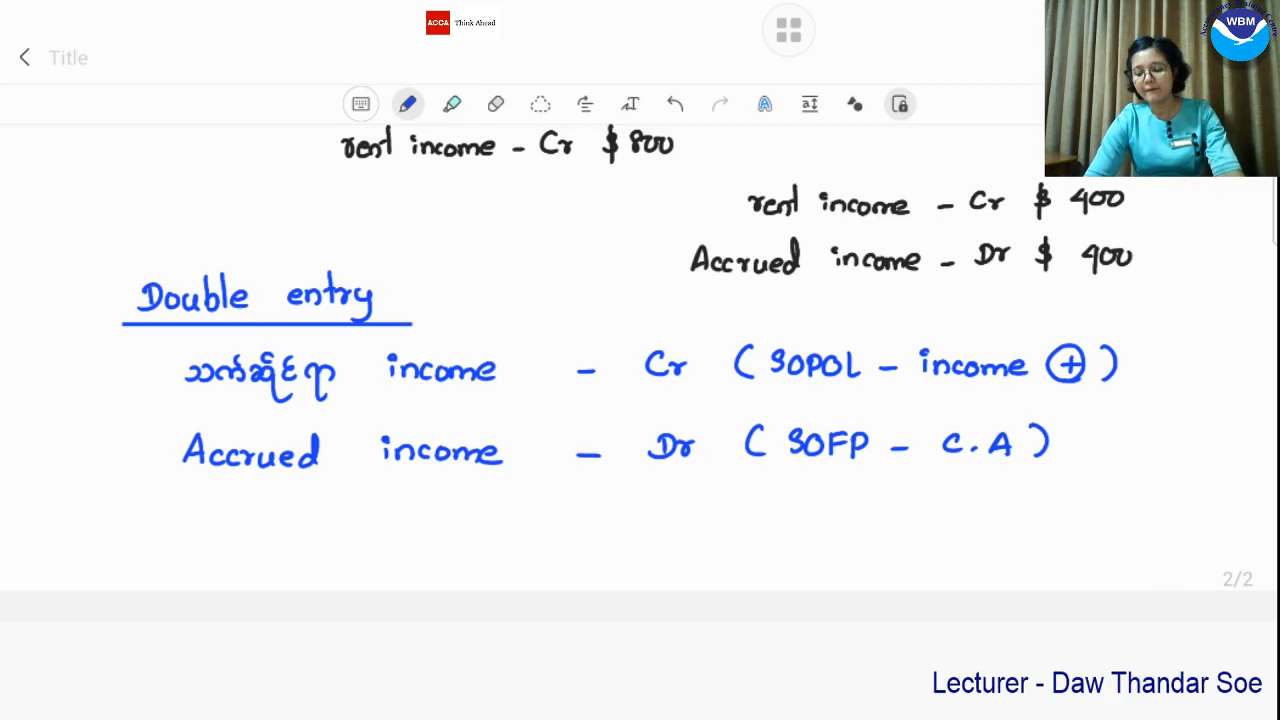 ACCA Think Ahead
WBM
Title
rent income - Cr $ 800
rent income - Cr $ 400
Accrued income - Dr $ 400
Double entry
သက်ဆိုင်ရာ income - Cr ( SOPOL - income + )
Accrued income - Dr ( SOFP - C.A )
2/2
Lecturer - Daw Thandar Soe